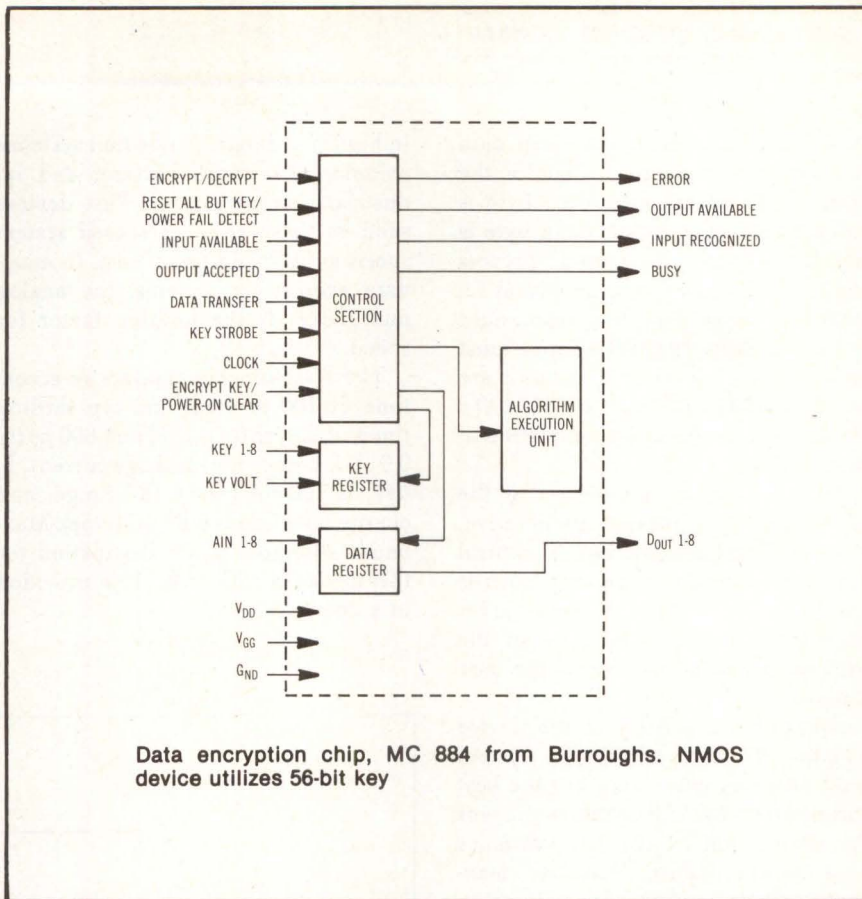 ENCRYPT/DECRYPT
RESET ALL BUT KEY/
POWER FAIL DETECT
INPUT AVAILABLE
OUTPUT ACCEPTED
DATA TRANSFER
KEY STROBE
CLOCK
ENCRYPT KEY/
POWER-ON CLEAR
KEY 1-8
KEY VOLT
AIN 1-8
VDD
VGG
GND
CONTROL
SECTION
KEY
REGISTER
DATA
REGISTER
ALGORITHM
EXECUTION
UNIT
ERROR
OUTPUT AVAILABLE
INPUT RECOGNIZED
BUSY
DOUT 1-8
Data encryption chip, MC 884 from Burroughs. NMOS
device utilizes 56-bit key